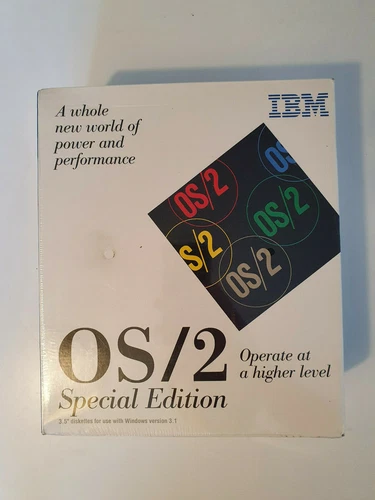 A whole
new world of
power and
performance
IBM
OS/2
OS
OS/2
S/2
OS/2
OS/2
Special Edition
Operate at
a higher level
3.5" diskettes for use with Windows version 3.1